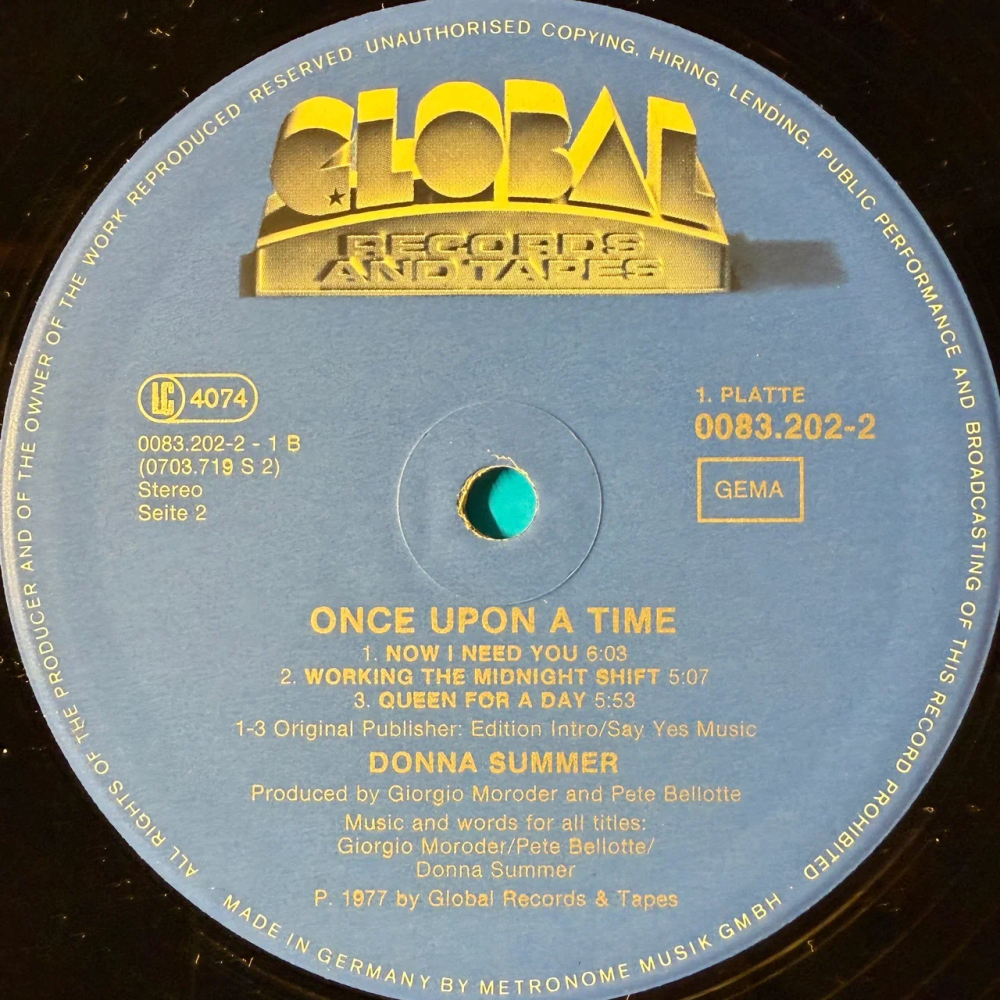 ALL RIGHTS OF THE PRODUCER AND OF THE OWNER OF THE WORK REPRODUCED RESERVED. UNAUTHORISED COPYING, HIRING, LENDING, PUBLIC PERFORMANCE AND BROADCASTING OF THIS RECORD PROHIBITED ·
GLOBAL
RECORDS
AND TAPES
LC 4074
0083.202-2 - 1 B
(0703.719 S 2)
Stereo
Seite 2
1. PLATTE
0083.202-2
GEMA
ONCE UPON A TIME
1. NOW I NEED YOU 6:03
2. WORKING THE MIDNIGHT SHIFT 5:07
3. QUEEN FOR A DAY 5:53
1-3 Original Publisher: Edition Intro/Say Yes Music
DONNA SUMMER
Produced by Giorgio Moroder and Pete Bellotte
Music and words for all titles:
Giorgio Moroder/Pete Bellotte/
Donna Summer
P. 1977 by Global Records & Tapes
· MADE IN GERMANY BY METRONOME MUSIK GMBH